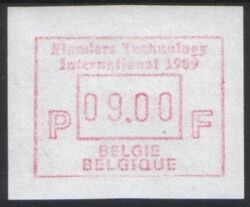 Flanders Technology
International 1989
09.00
P F
BELGIE
BELGIQUE